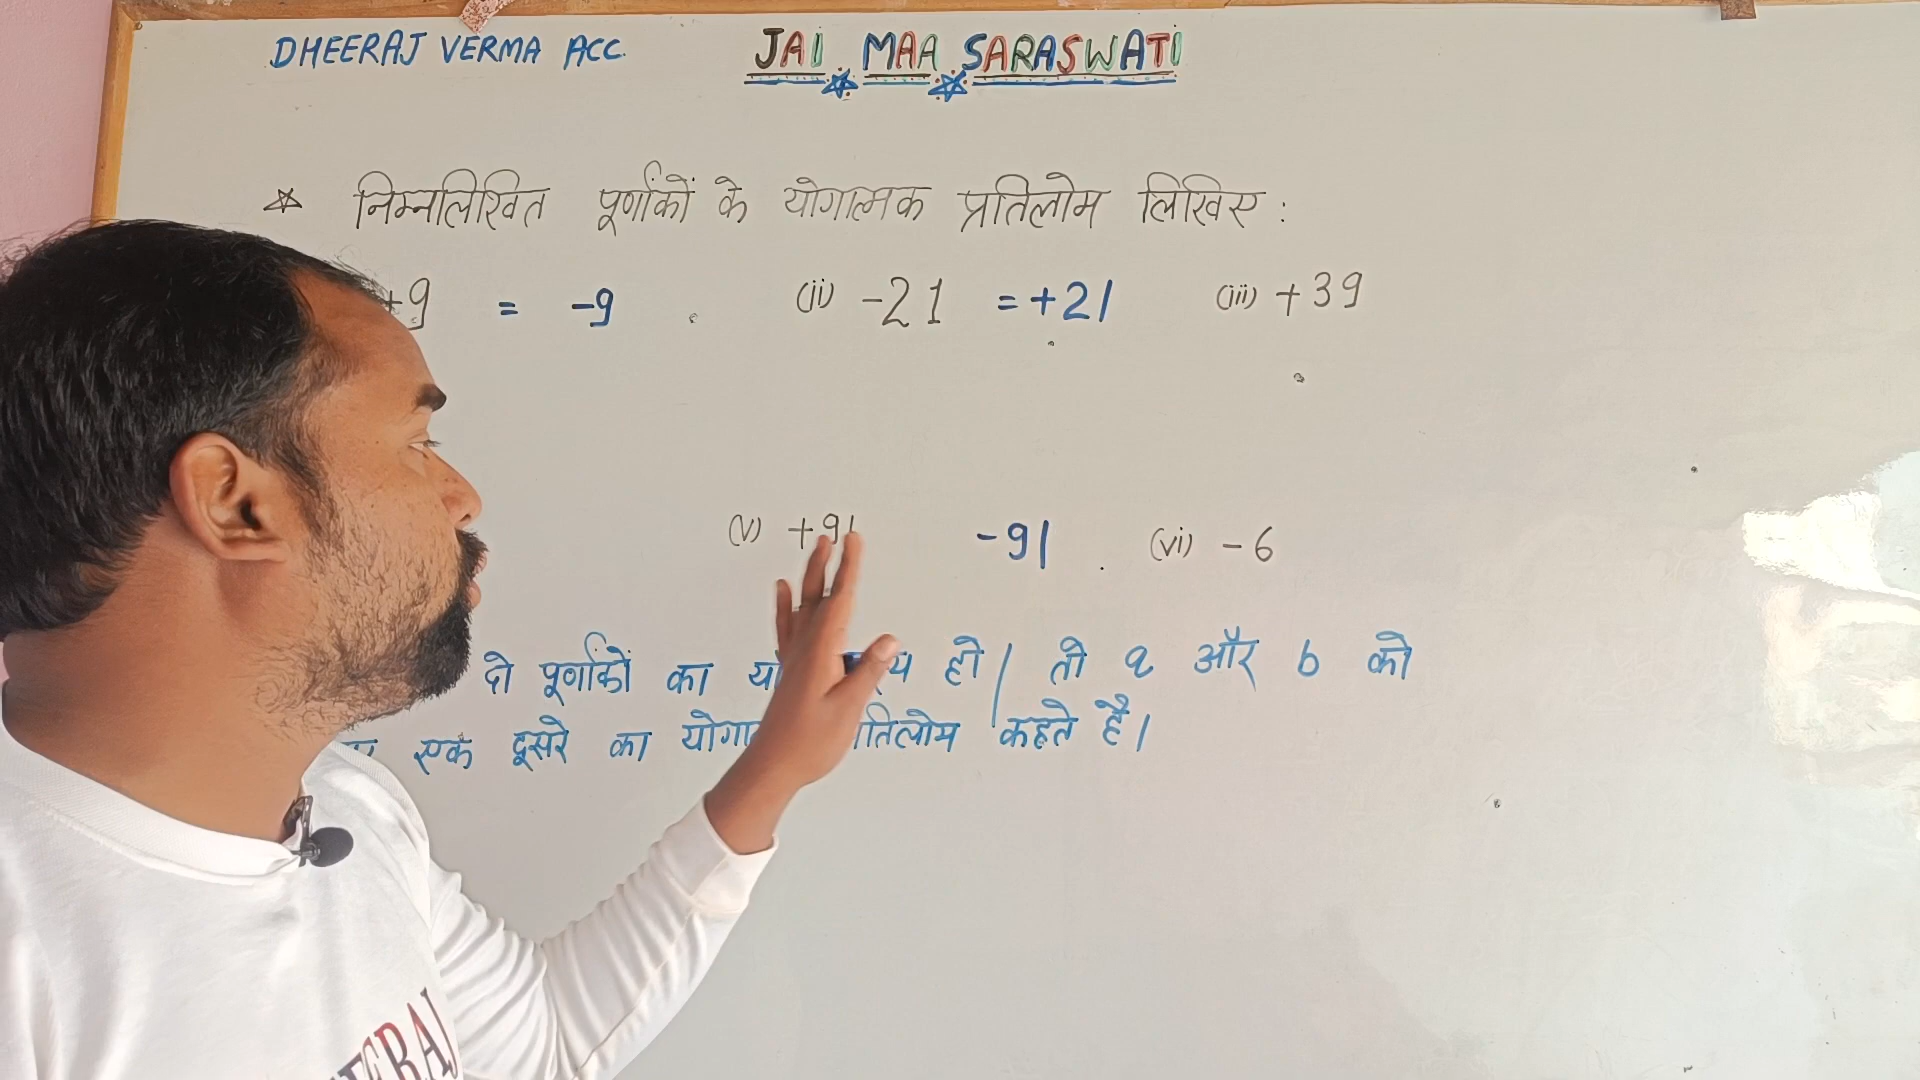 DHEERAJ VERMA ACC. JAI MAA SARASWATI
निम्नलिखित पूर्णांकों के योगात्मक प्रतिलोम लिखिए :
+9 = -9 (ii) -21 = +21 (iii) +39
(v) +91 -91 (vi) -6
दो पूर्णांकों का हो/ तो a और b को
एक दूसरे का कहते है।